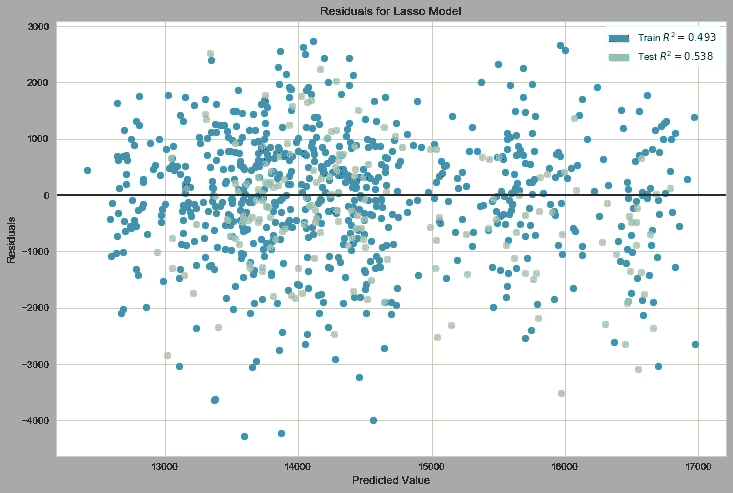 Residuals for Lasso Model
Train R² = 0.493
Test R² = 0.538
3000
2000
1000
0
−1000
−2000
−3000
−4000
Residuals
13000 14000 15000 16000 17000
Predicted Value